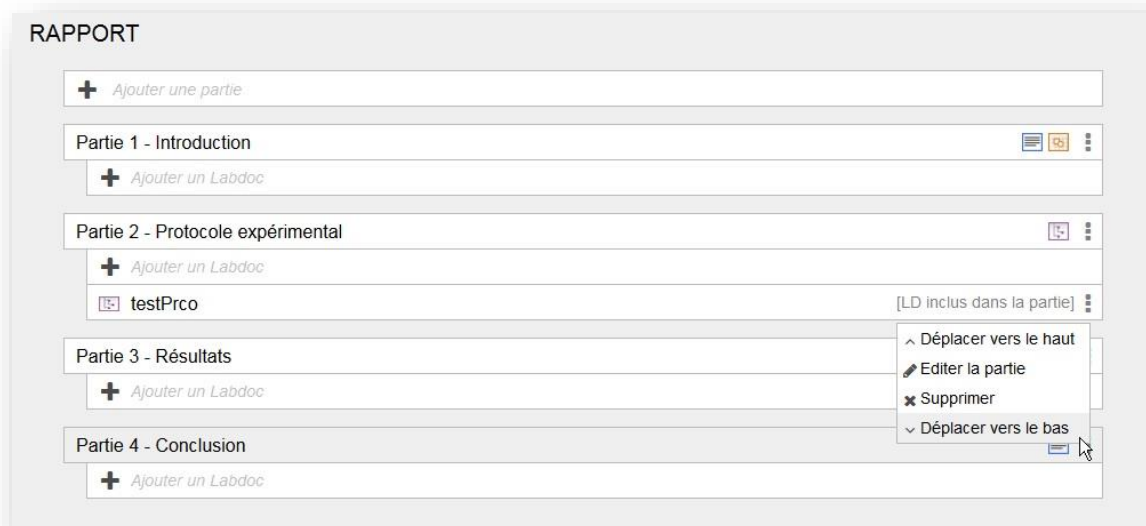 RAPPORT
Ajouter une partie
Partie 1 - Introduction
Ajouter un Labdoc
Partie 2 - Protocole expérimental
Ajouter un Labdoc
testPrco [LD inclus dans la partie]
Déplacer vers le haut
Partie 3 - Résultats
Editer la partie
Ajouter un Labdoc
Supprimer
Déplacer vers le bas
Partie 4 - Conclusion
Ajouter un Labdoc